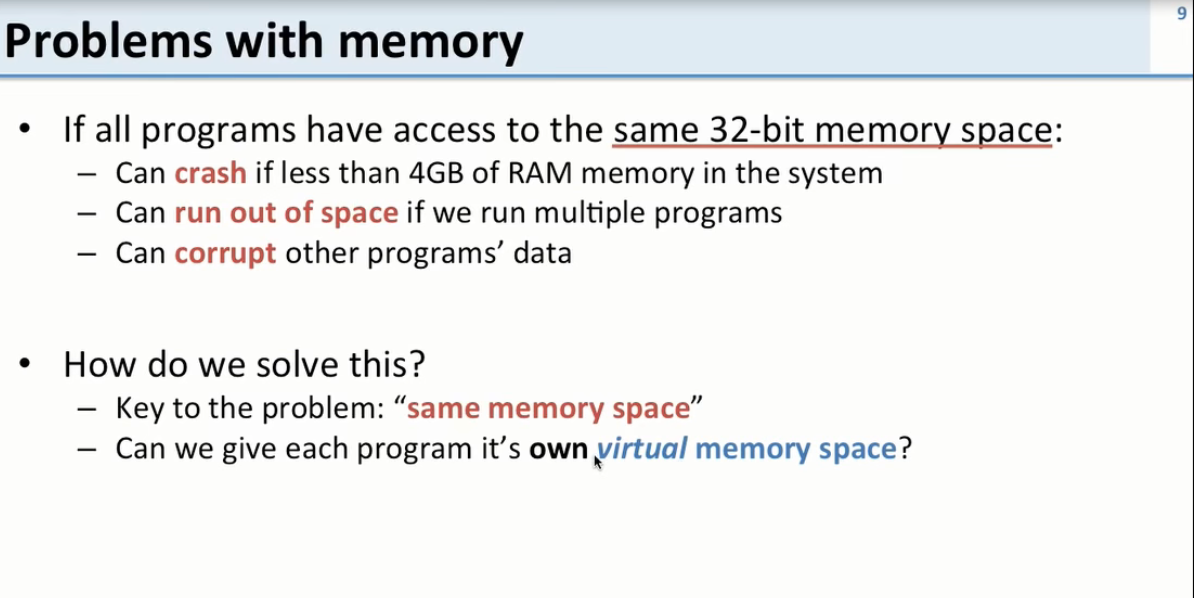 9
Problems with memory
• If all programs have access to the same 32-bit memory space:
– Can crash if less than 4GB of RAM memory in the system
– Can run out of space if we run multiple programs
– Can corrupt other programs’ data
• How do we solve this?
– Key to the problem: “same memory space”
– Can we give each program it’s own virtual memory space?